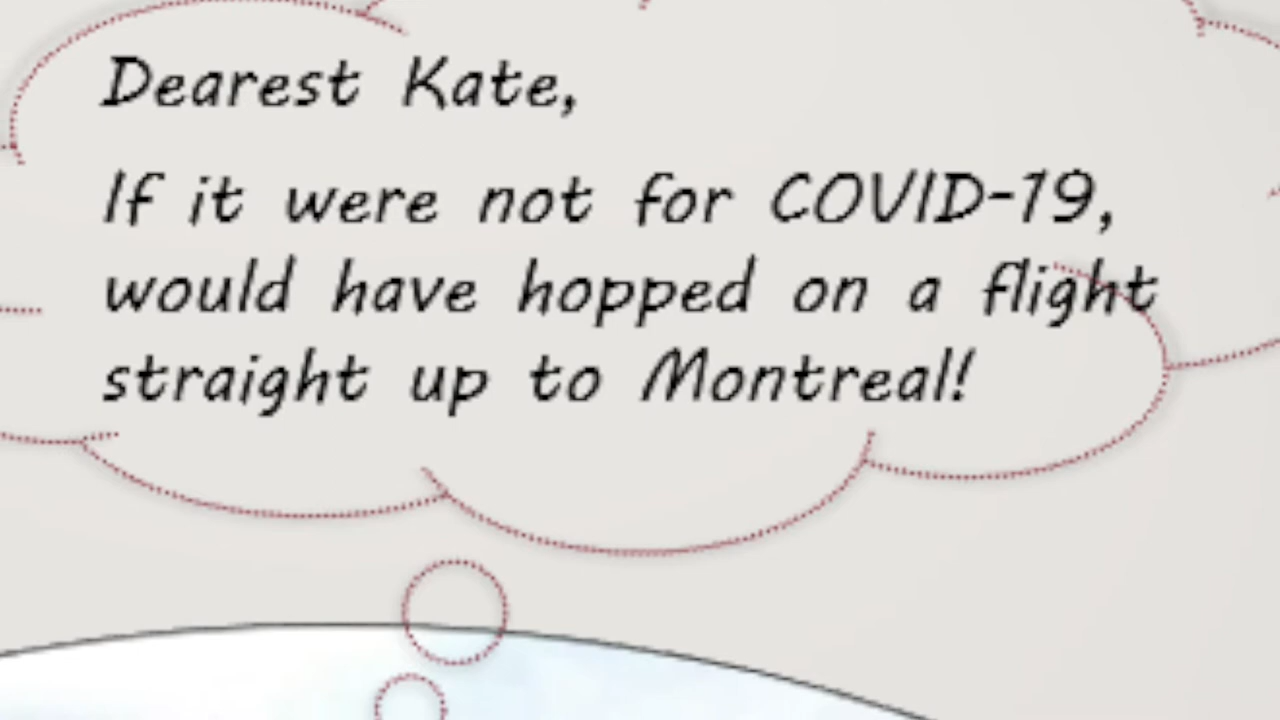 Dearest Kate,
If it were not for COVID-19,
would have hopped on a flight
straight up to Montreal!